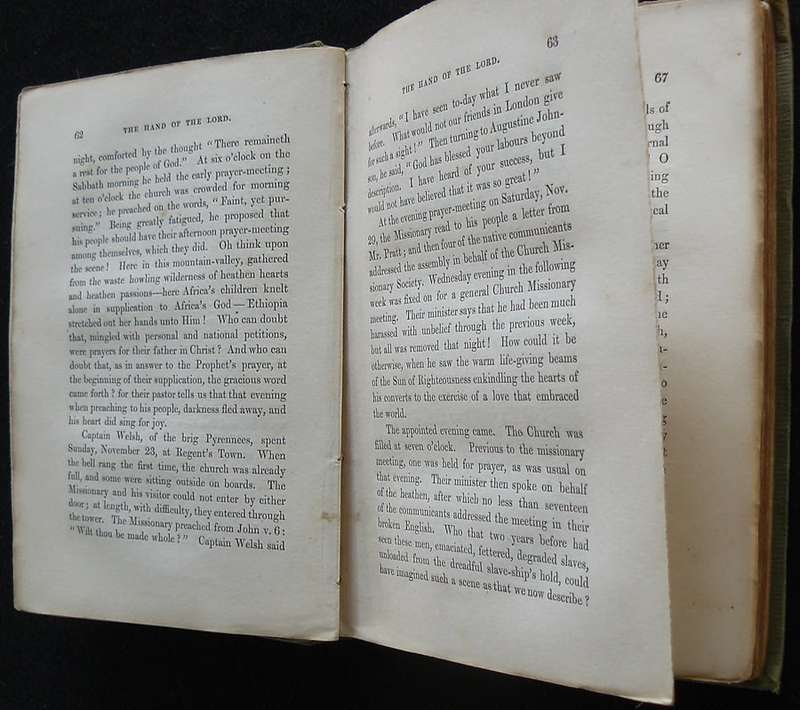 62 THE HAND OF THE LORD.
night, comforted by the thought "There remaineth
a rest for the people of God." At six o'clock on the
Sabbath morning he held the early prayer-meeting;
at ten o'clock the church was crowded for morning
service; he preached on the words, "Faint, yet pur-
suing." Being greatly fatigued, he proposed that
his people should have their afternoon prayer-meeting
among themselves, which they did. Oh think upon
the scene! Here in this mountain-valley, gathered
from the waste howling wilderness of heathen hearts
and heathen passions—here Africa's children knelt
alone in supplication to Africa's God—Ethiopia
stretched out her hands unto Him! Who can doubt
that, mingled with personal and national petitions,
were prayers for their father in Christ? And who can
doubt that, as in answer to the Prophet's prayer, at
the beginning of their supplication, the gracious word
came forth? for their pastor tells us that that evening
when preaching to his people, darkness fled away, and
his heart did sing for joy.
Captain Welsh, of the brig Pyrennees, spent
Sunday, November 23, at Regent's Town. When
the bell rang the first time, the church was already
full, and some were sitting outside on boards. The
Missionary and his visitor could not enter by either
door; at length, with difficulty, they entered through
the tower. The Missionary preached from John v. 6:
"Wilt thou be made whole?" Captain Welsh said
THE HAND OF THE LORD. 63
afterwards, "I have seen to-day what I never saw
before. What would not our friends in London give
for such a sight!" Then turning to Augustine John-
son, he said, "God has blessed your labours beyond
description. I have heard of your success, but I
would not have believed that it was so great!"
At the evening prayer-meeting on Saturday, Nov.
29, the Missionary read to his people a letter from
Mr. Pratt; and then four of the native communicants
addressed the assembly in behalf of the Church Mis-
sionary Society. Wednesday evening in the following
week was fixed on for a general Church Missionary
meeting. Their minister says that he had been much
harassed with unbelief through the previous week,
but all was removed that night! How could it be
otherwise, when he saw the warm life-giving beams
of the Sun of Righteousness enkindling the hearts of
his converts to the exercise of a love that embraced
the world.
The appointed evening came. The Church was
filled at seven o'clock. Previous to the missionary
meeting, one was held for prayer, as was usual on
that evening. Their minister then spoke on behalf
of the heathen, after which no less than seventeen
of the communicants addressed the meeting in their
broken English. Who that two years before had
seen these men, emaciated, fettered, degraded slaves,
unloaded from the dreadful slave-ship's hold, could
have imagined such a scene as that we now describe?
67
of
O
the